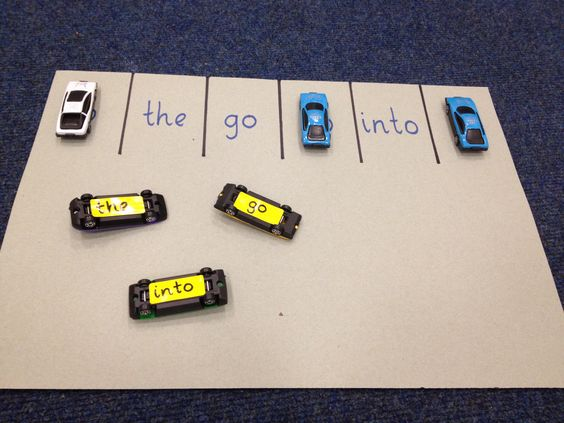 the go into
the
go
into